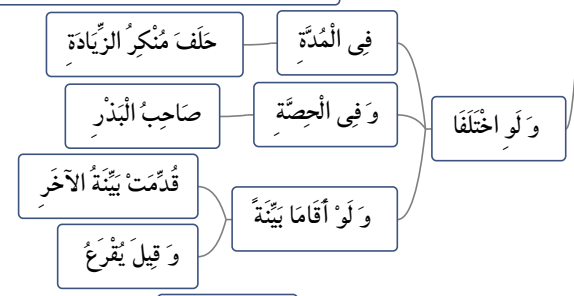 وَ لَوِ اخْتَلَفَا
فِی الْمُدَّةِ
حَلَفَ مُنْكِرُ الزِّيَادَةِ
وَ فِی الْحِصَّةِ
صَاحِبُ الْبَذْرِ
وَ لَوْ أَقَامَا بَيِّنَةً
قُدِّمَتْ بَيِّنَةُ الآخَرِ
وَ قِيلَ يُقْرَعُ